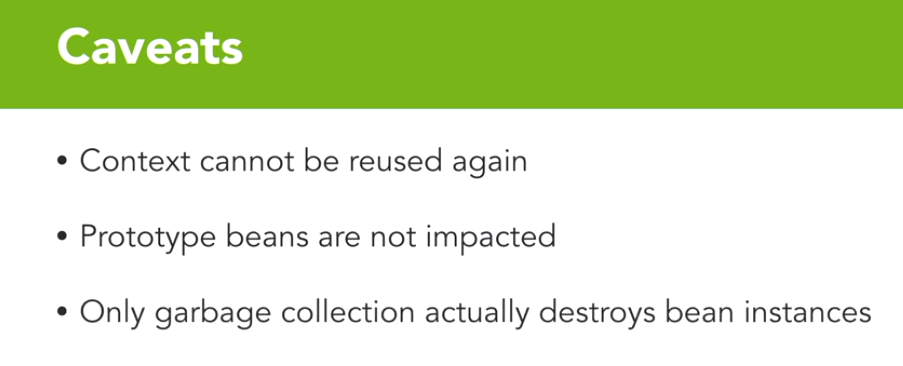 Caveats
• Context cannot be reused again
• Prototype beans are not impacted
• Only garbage collection actually destroys bean instances